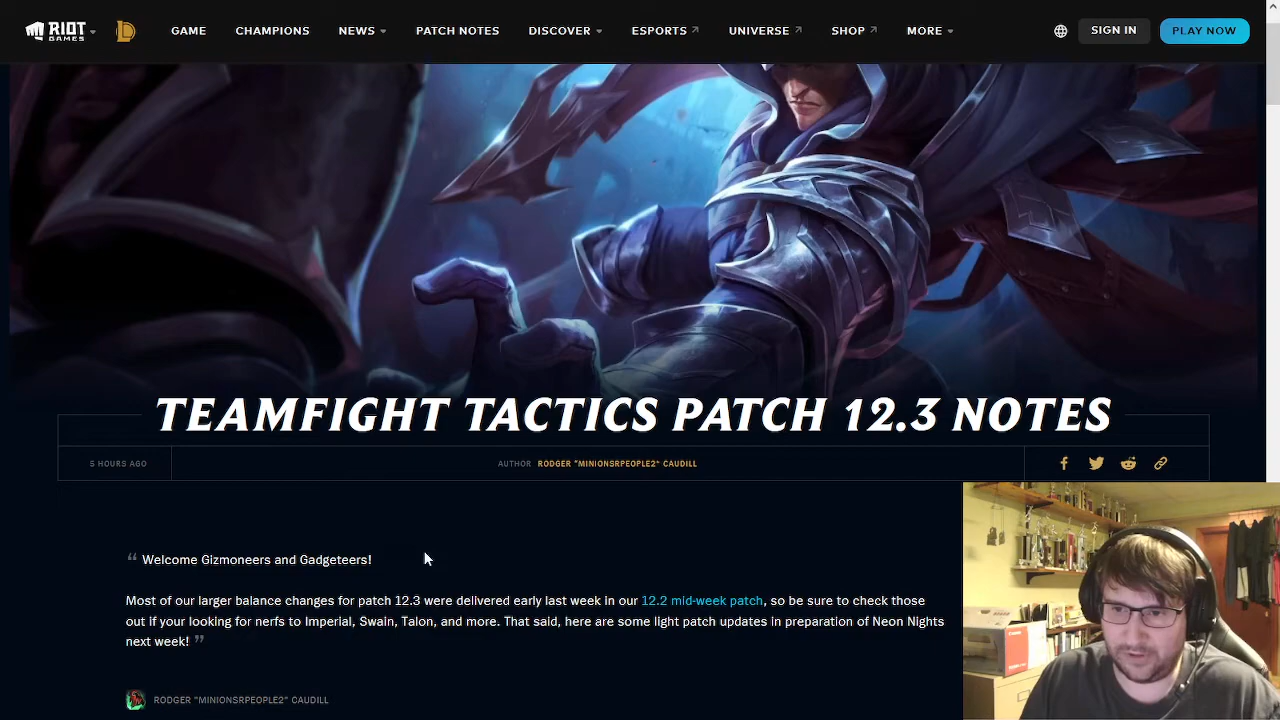 RIOT GAMES
GAME CHAMPIONS NEWS PATCH NOTES DISCOVER ESPORTS UNIVERSE SHOP MORE SIGN IN PLAY NOW
TEAMFIGHT TACTICS PATCH 12.3 NOTES
5 HOURS AGO AUTHOR RODGER "MINIONSRPEOPLE2" CAUDILL
“ Welcome Gizmoneers and Gadgeteers!
Most of our larger balance changes for patch 12.3 were delivered early last week in our 12.2 mid-week patch, so be sure to check those
out if your looking for nerfs to Imperial, Swain, Talon, and more. That said, here are some light patch updates in preparation of Neon Nights
next week! ”
RODGER "MINIONSRPEOPLE2" CAUDILL